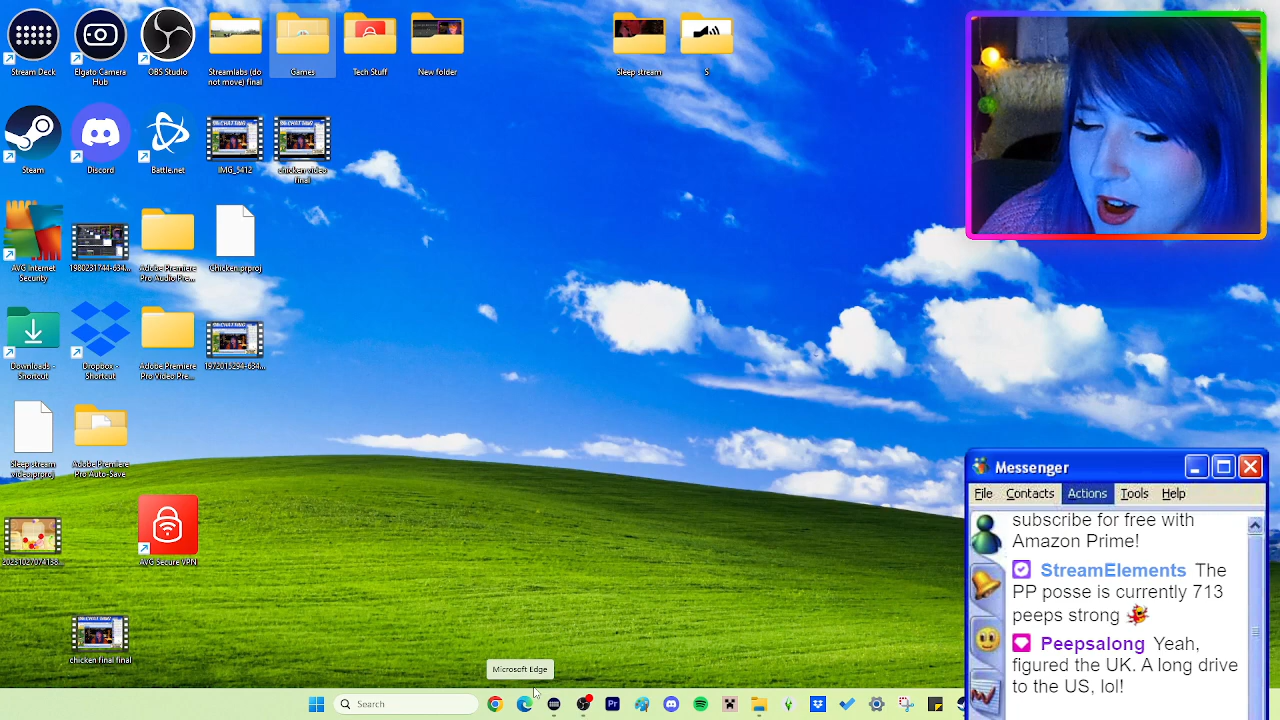 Stream Deck
Elgato Camera
Hub
OBS Studio
Streamlabs (do
not move) final
Games
Tech Stuff
New folder
Sleep stream
S
Steam
Discord
Battle.net
IMG_5412
chicken video
final
AVG Internet
Security
1980231744-634...
Adobe Premiere
Pro Audio Pre...
Chicken.prproj
Downloads -
Shortcut
Dropbox -
Shortcut
Adobe Premiere
Pro Video Pre...
1972015294-634...
Sleep stream
video.prproj
Adobe Premiere
Pro Auto-Save
AVG Secure VPN
chicken final final
Microsoft Edge
Search
Pr
Messenger
File Contacts Actions Tools Help
subscribe for free with
Amazon Prime!
StreamElements The
PP posse is currently 713
peeps strong
Peepsalong Yeah,
figured the UK. A long drive
to the US, lol!